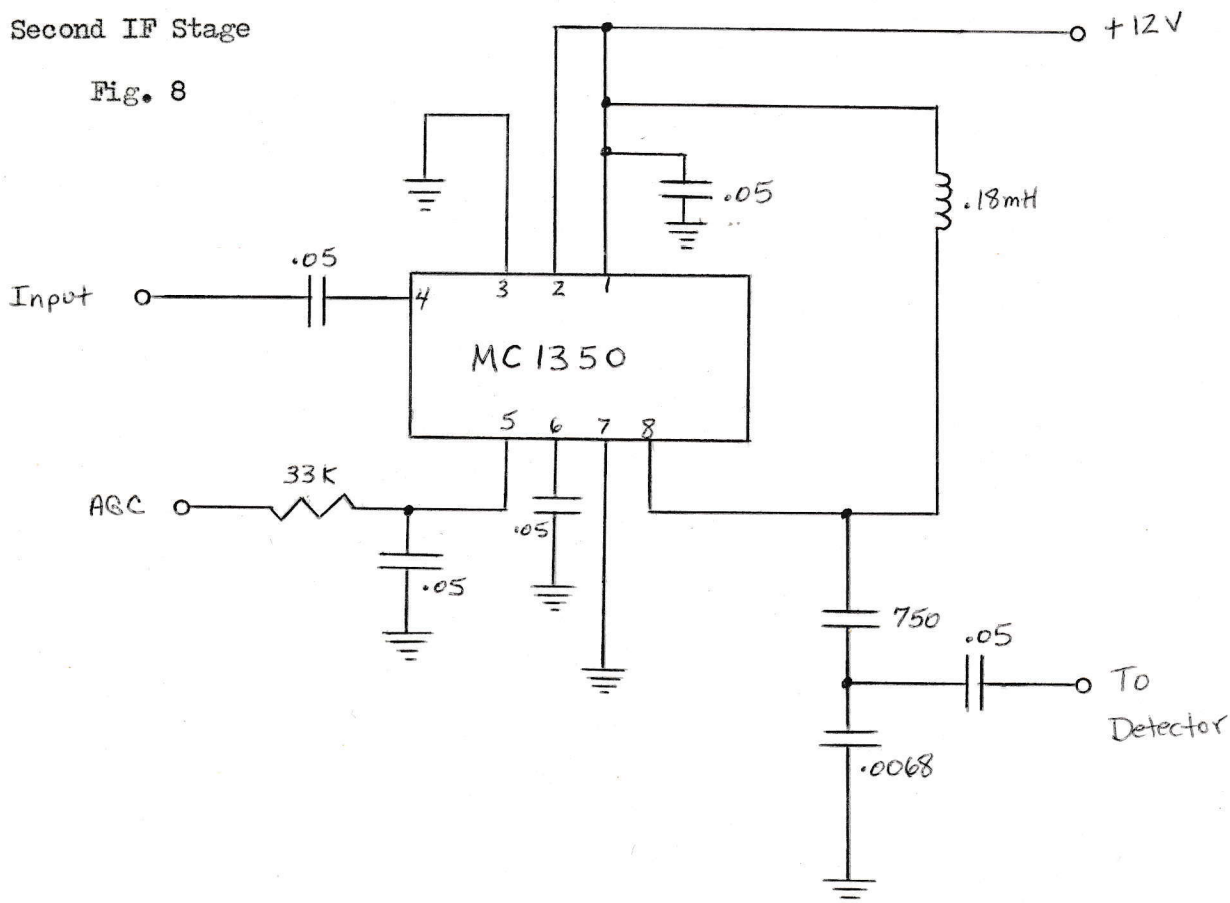 Second IF Stage
Fig. 8
+12V
.05
.18mH
.05
Input
4
3
2
1
MC1350
5
6
7
8
33K
AGC
.05
.05
750
.05
To
Detector
.0068